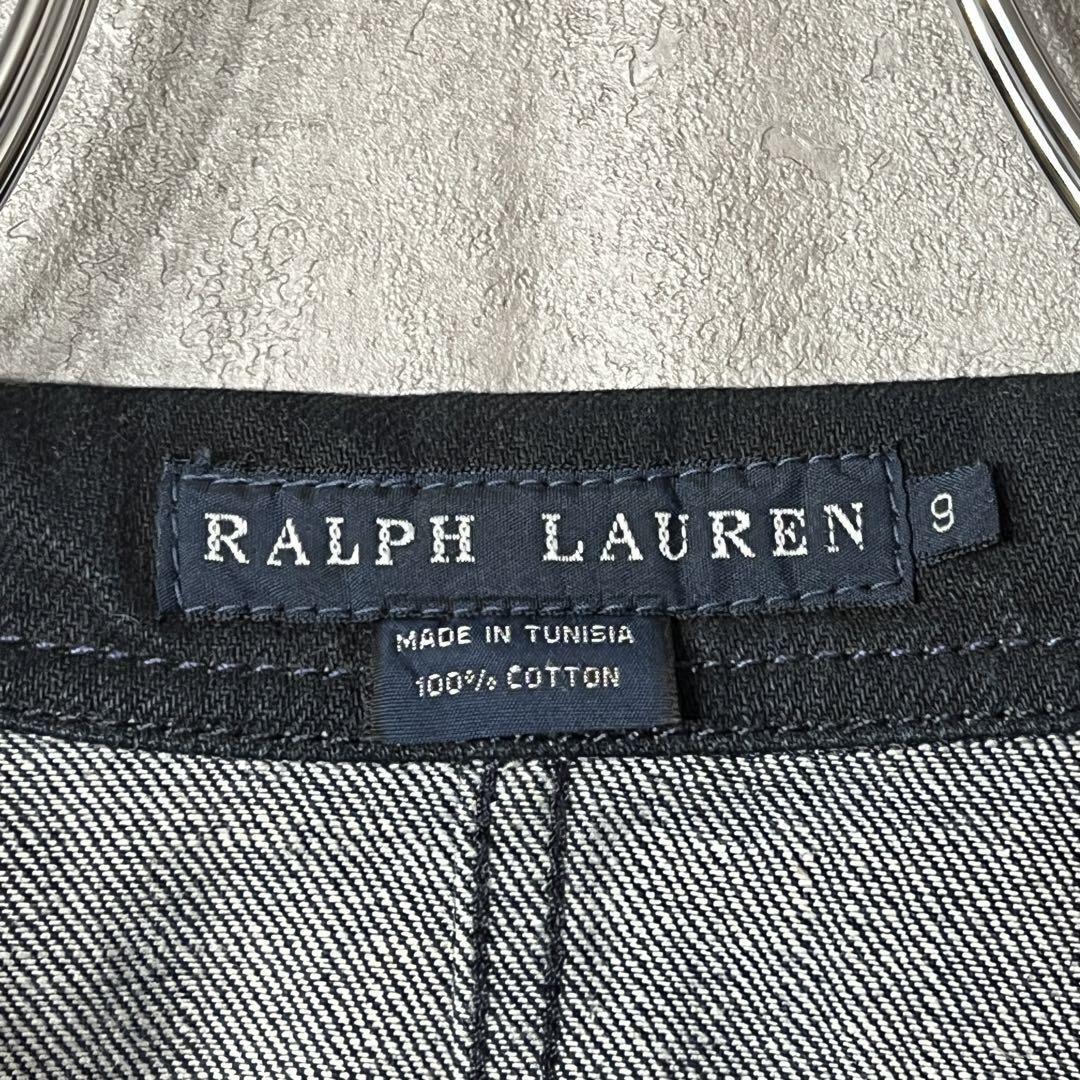 RALPH LAUREN 9
MADE IN TUNISIA
100% COTTON